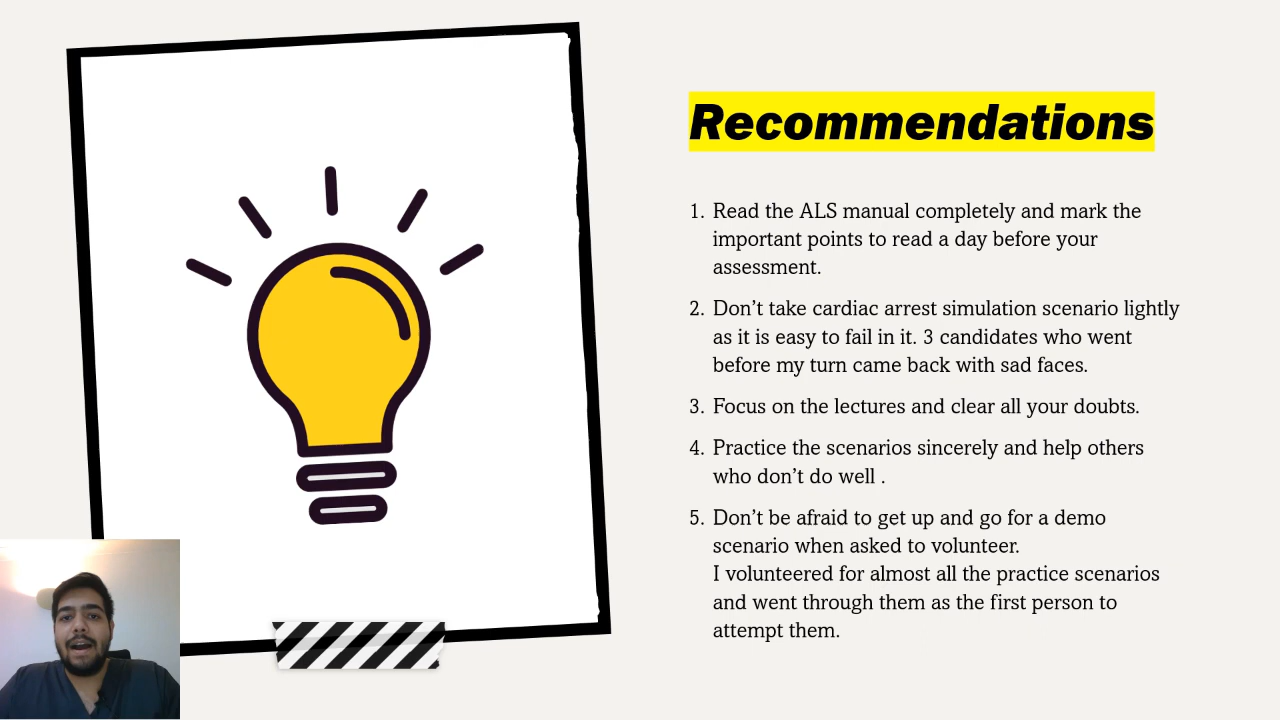 Recommendations
1. Read the ALS manual completely and mark the
important points to read a day before your
assessment.
2. Don’t take cardiac arrest simulation scenario lightly
as it is easy to fail in it. 3 candidates who went
before my turn came back with sad faces.
3. Focus on the lectures and clear all your doubts.
4. Practice the scenarios sincerely and help others
who don’t do well .
5. Don’t be afraid to get up and go for a demo
scenario when asked to volunteer.
I volunteered for almost all the practice scenarios
and went through them as the first person to
attempt them.